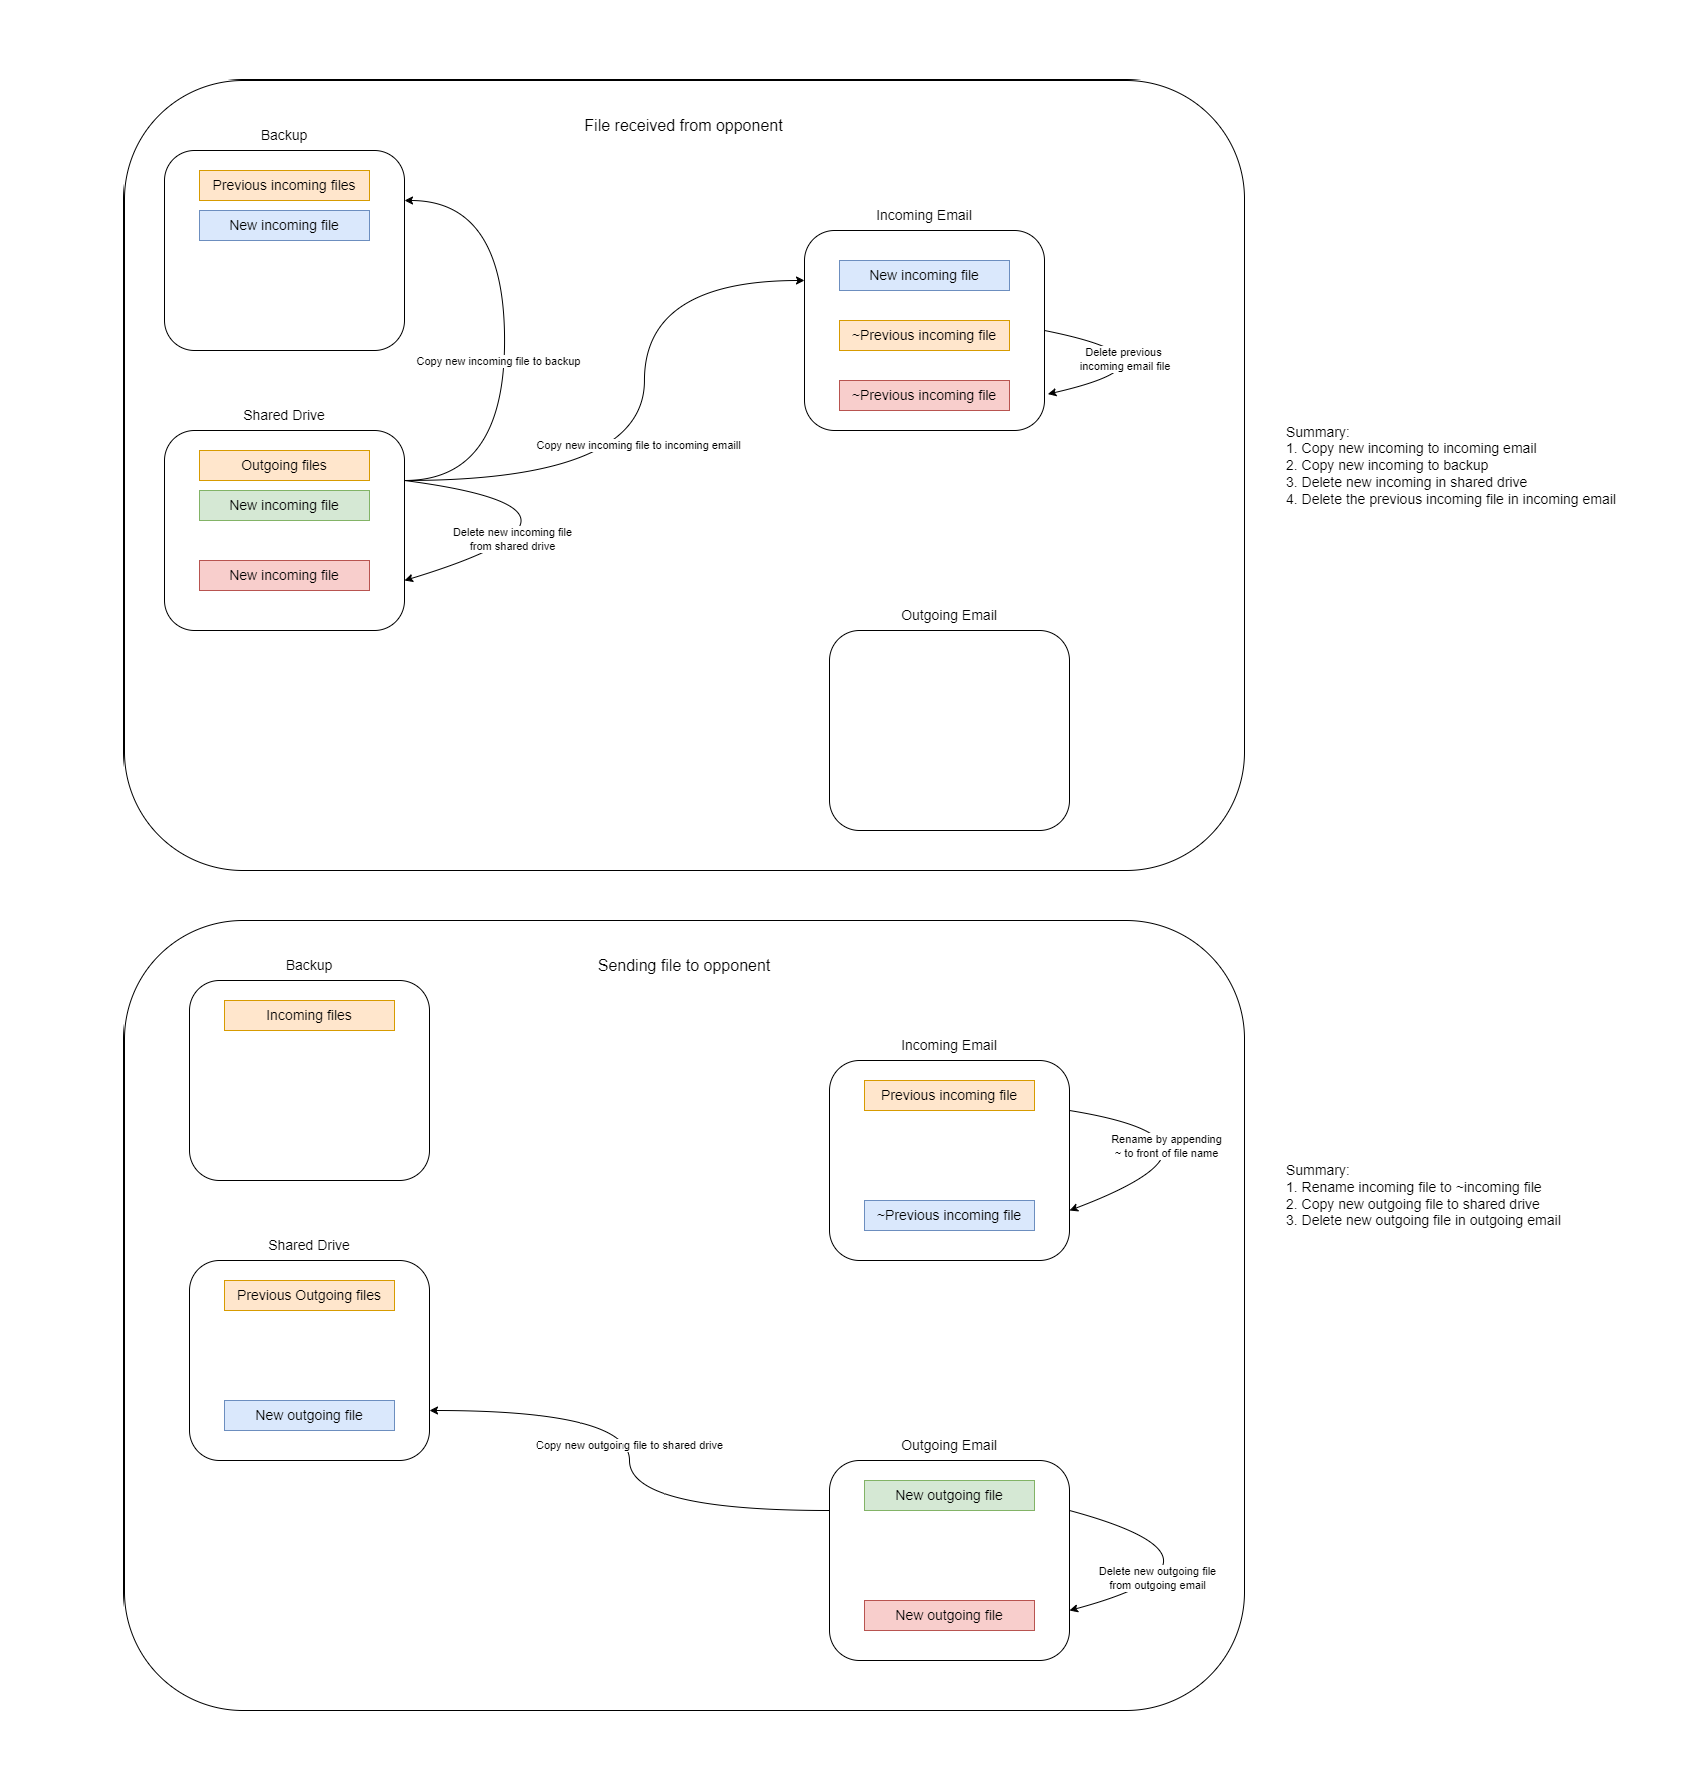 File received from opponent
Backup
Previous incoming files
New incoming file
Copy new incoming file to backup
Shared Drive
Outgoing files
New incoming file
New incoming file
Copy new incoming file to incoming emaill
Delete new incoming file
from shared drive
Incoming Email
New incoming file
~Previous incoming file
~Previous incoming file
Delete previous
incoming email file
Outgoing Email
Summary:
1. Copy new incoming to incoming email
2. Copy new incoming to backup
3. Delete new incoming in shared drive
4. Delete the previous incoming file in incoming email
Sending file to opponent
Backup
Incoming files
Incoming Email
Previous incoming file
~Previous incoming file
Rename by appending
~ to front of file name
Shared Drive
Previous Outgoing files
New outgoing file
Copy new outgoing file to shared drive
Outgoing Email
New outgoing file
New outgoing file
Delete new outgoing file
from outgoing email
Summary:
1. Rename incoming file to ~incoming file
2. Copy new outgoing file to shared drive
3. Delete new outgoing file in outgoing email